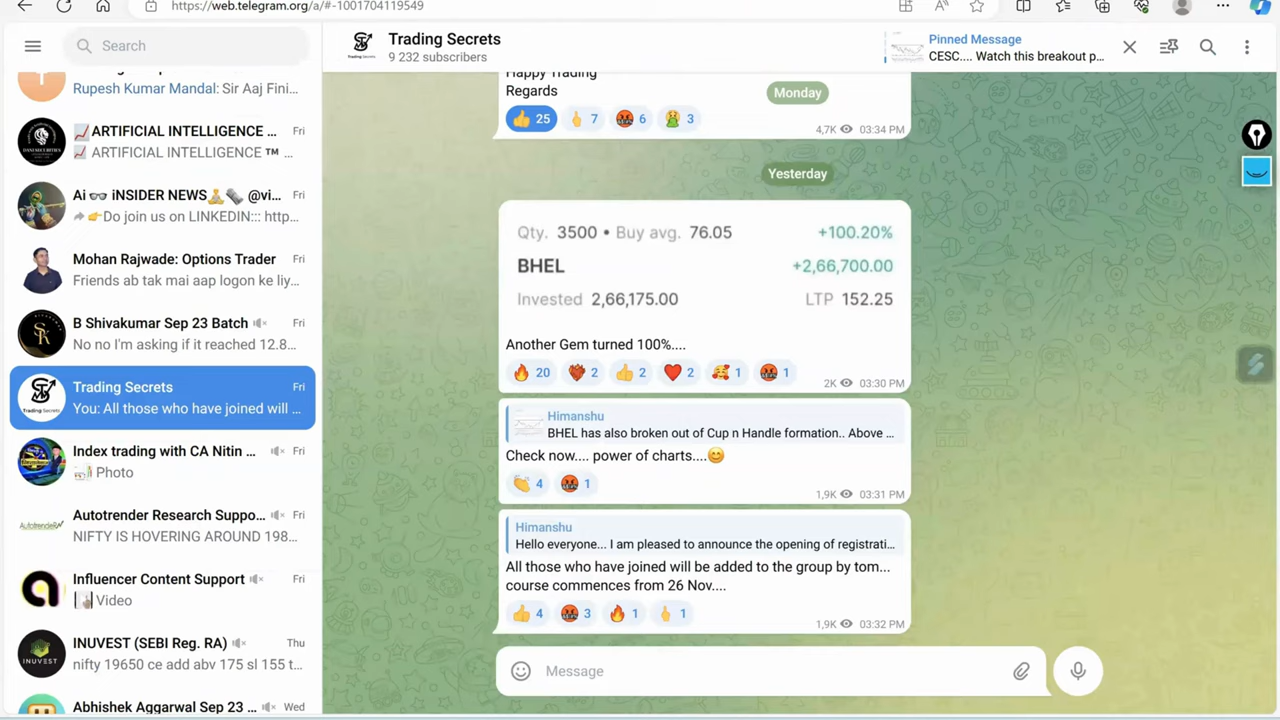 https://web.telegram.org/a/#-1001704119549
Search
Rupesh Kumar Mandal: Sir Aaj Fini...
ARTIFICIAL INTELLIGENCE ...
Fri
ARTIFICIAL INTELLIGENCE ™ ...
Ai 👓 iNSIDER NEWS🙏🗞 @vi...
Fri
👉Do join us on LINKEDIN::: http...
Mohan Rajwade: Options Trader
Fri
Friends ab tak mai aap logon ke liy...
B Shivakumar Sep 23 Batch
Fri
No no I'm asking if it reached 12.8...
Trading Secrets
Fri
You: All those who have joined will ...
Index trading with CA Nitin ...
Fri
Photo
Autotrender Research Suppo...
Fri
NIFTY IS HOVERING AROUND 198...
Influencer Content Support
Fri
Video
INUVEST (SEBI Reg. RA)
Thu
nifty 19650 ce add abv 175 sl 155 t...
Abhishek Aggarwal Sep 23 ...
Wed
Trading Secrets
9 232 subscribers
Pinned Message
CESC.... Watch this breakout p...
Happy Trading
Regards
Monday
👍 25 🖕 7 🤬 6 🤮 3
4,7K 03:34 PM
Yesterday
Qty. 3500 • Buy avg. 76.05
+100.20%
BHEL
+2,66,700.00
Invested 2,66,175.00
LTP 152.25
Another Gem turned 100%....
🔥 20 ❤️‍🔥 2 👍 2 ❤️ 2 🥰 1 🤬 1
2K 03:30 PM
Himanshu
BHEL has also broken out of Cup n Handle formation.. Above ...
Check now.... power of charts....😊
👏 4 🤬 1
1,9K 03:31 PM
Himanshu
Hello everyone... I am pleased to announce the opening of registrati...
All those who have joined will be added to the group by tom...
course commences from 26 Nov....
👍 4 🤬 3 🔥 1 🖕 1
1,9K 03:32 PM
Message